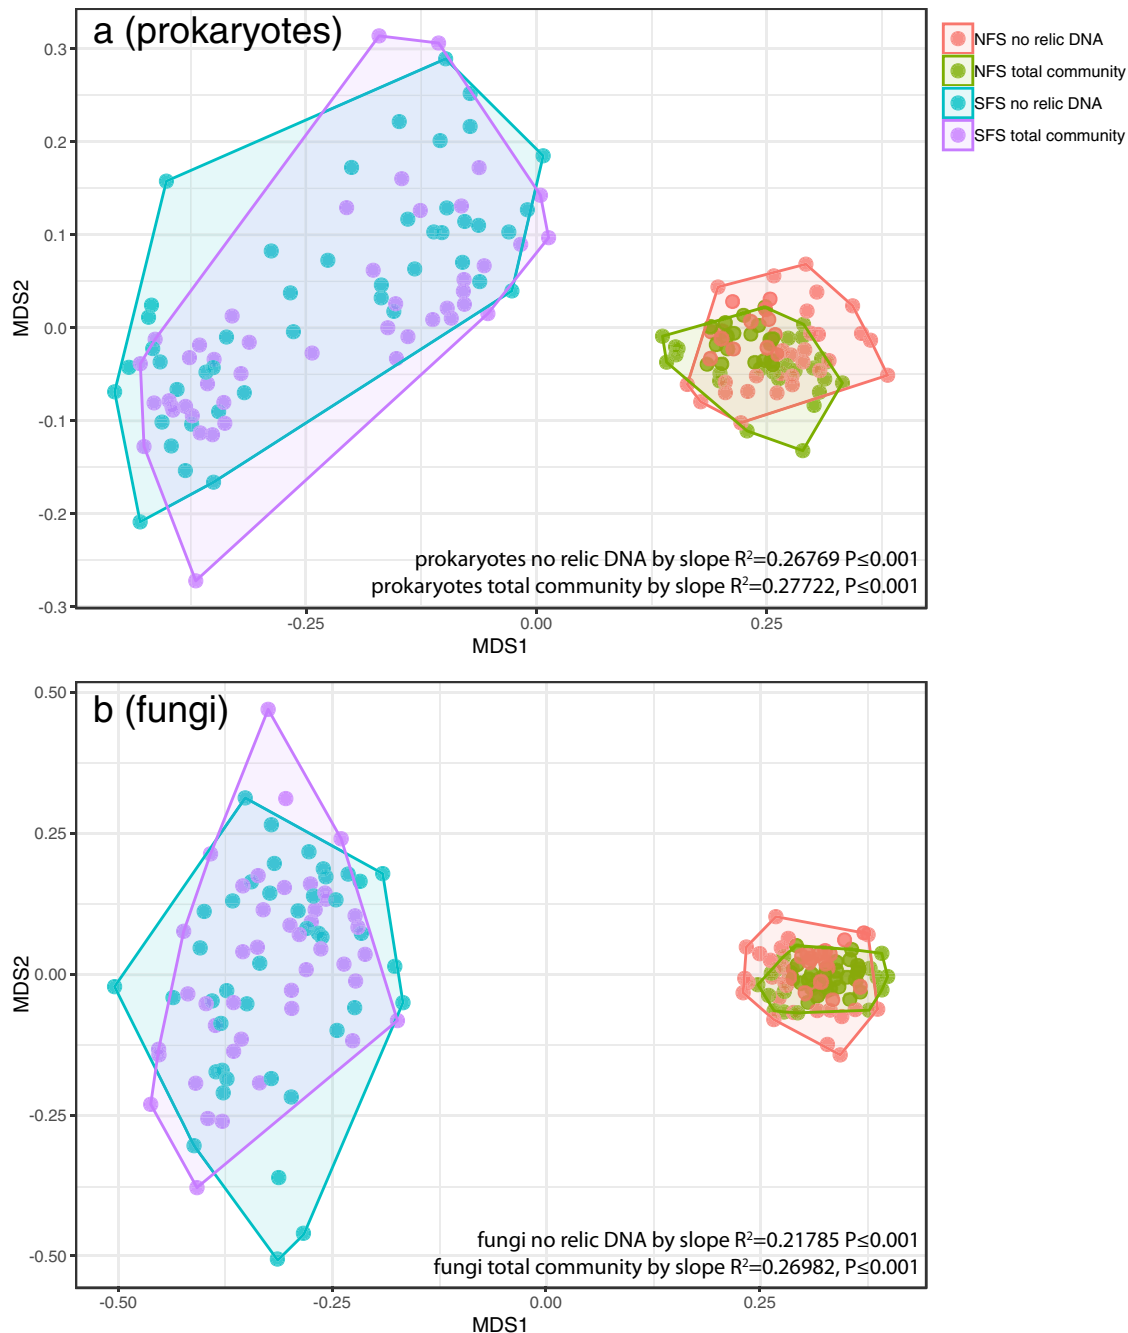 a (prokaryotes)
NFS no relic DNA
NFS total community
SFS no relic DNA
SFS total community
0.3
0.2
0.1
0.0
-0.1
-0.2
-0.3
MDS2
prokaryotes no relic DNA by slope R²=0.26769 P≤0.001
prokaryotes total community by slope R²=0.27722, P≤0.001
-0.25 0.00 0.25
MDS1
b (fungi)
0.50
0.25
0.00
-0.25
-0.50
MDS2
fungi no relic DNA by slope R²=0.21785 P≤0.001
fungi total community by slope R²=0.26982, P≤0.001
-0.50 -0.25 0.00 0.25
MDS1